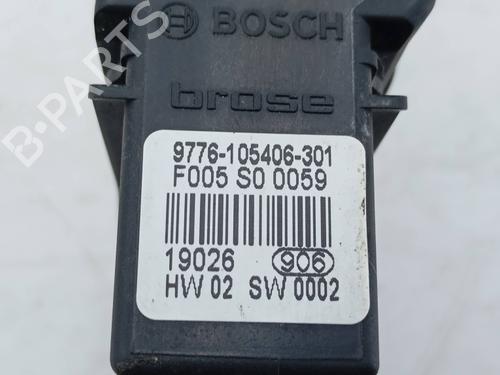 BOSCH
brose
9776-105406-301
F005 S0 0059
19026 906
HW 02 SW 0002
B-PARTS